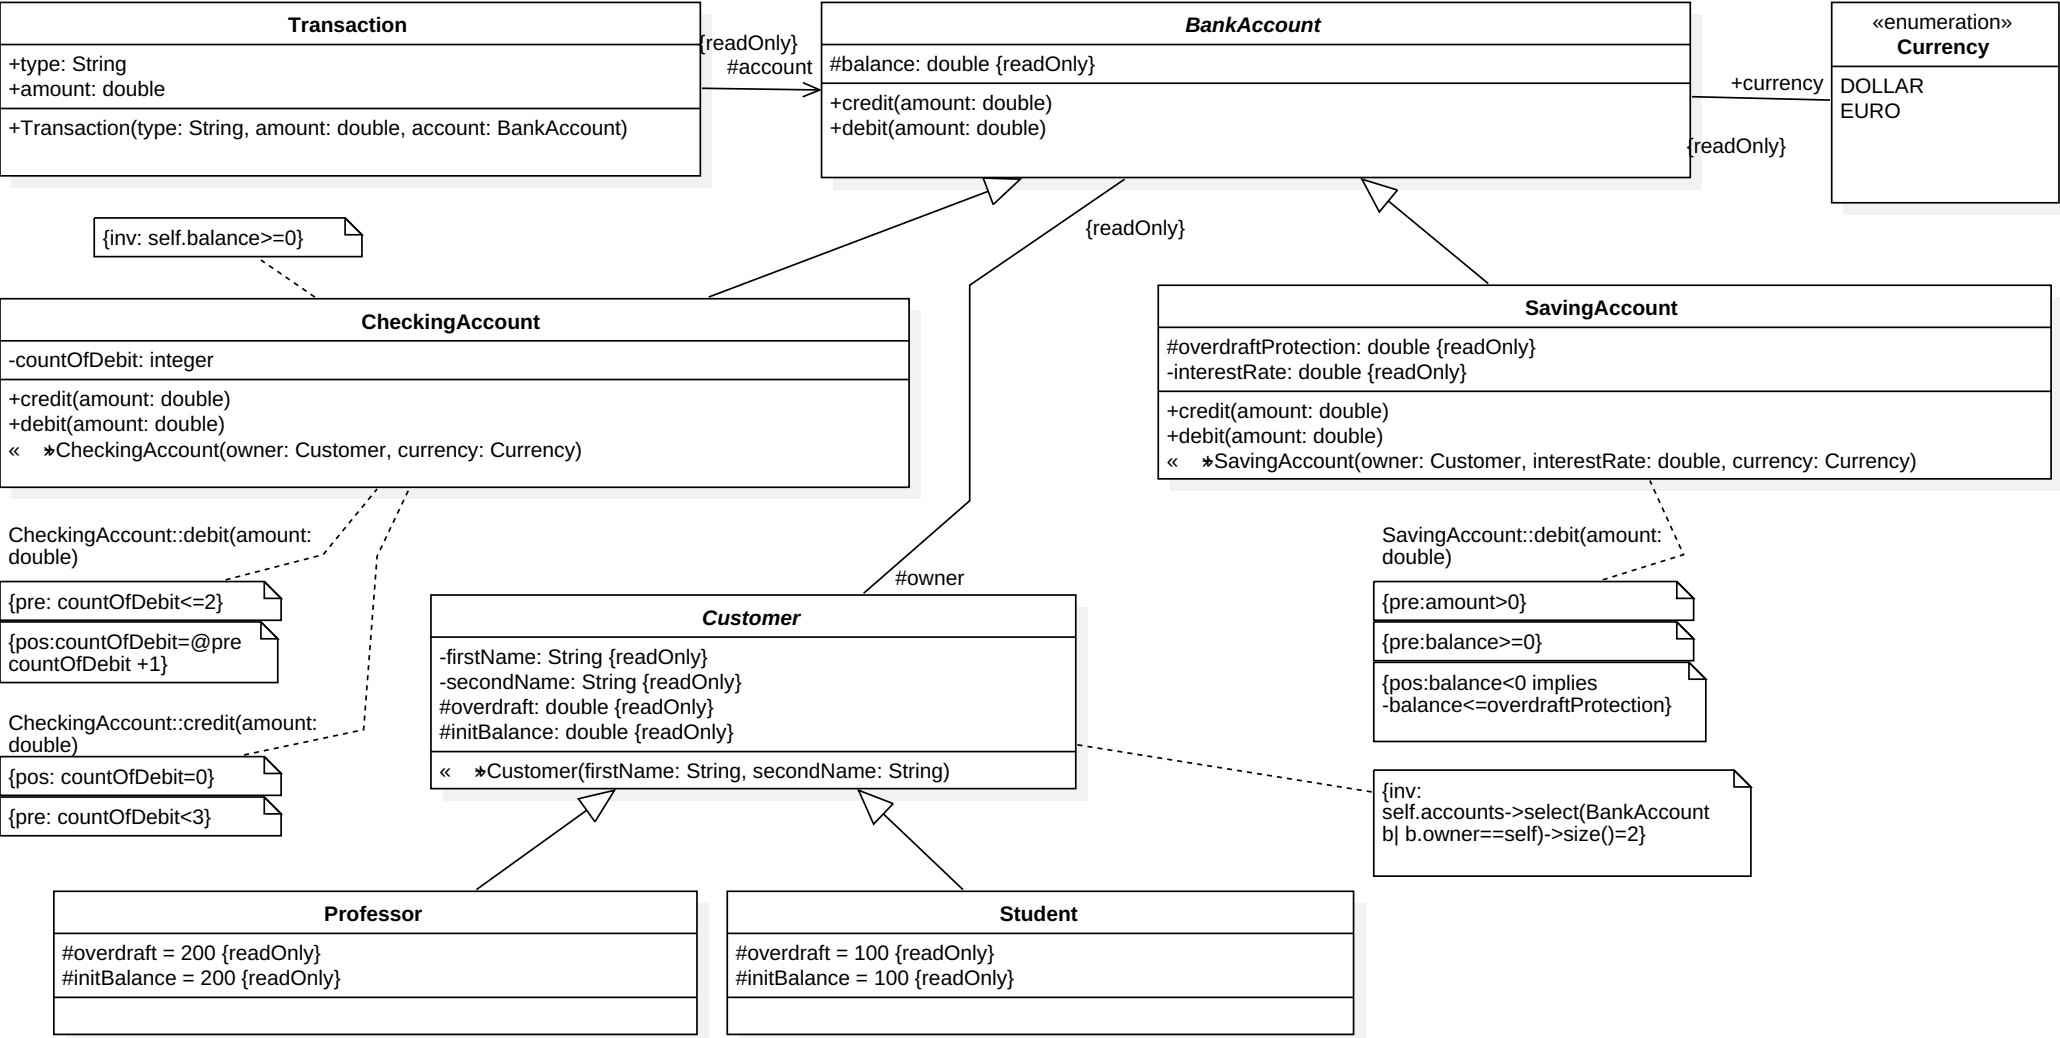 Transaction
+type: String
+amount: double
+Transaction(type: String, amount: double, account: BankAccount)
{readOnly}
#account
BankAccount
#balance: double {readOnly}
+credit(amount: double)
+debit(amount: double)
+currency
{readOnly}
«enumeration»
Currency
DOLLAR
EURO
{inv: self.balance>=0}
{readOnly}
CheckingAccount
-countOfDebit: integer
+credit(amount: double)
+debit(amount: double)
« »+CheckingAccount(owner: Customer, currency: Currency)
SavingAccount
#overdraftProtection: double {readOnly}
-interestRate: double {readOnly}
+credit(amount: double)
+debit(amount: double)
« »+SavingAccount(owner: Customer, interestRate: double, currency: Currency)
CheckingAccount::debit(amount:
double)
{pre: countOfDebit<=2}
{pos:countOfDebit=@pre
countOfDebit +1}
CheckingAccount::credit(amount:
double)
{pos: countOfDebit=0}
{pre: countOfDebit<3}
#owner
Customer
-firstName: String {readOnly}
-secondName: String {readOnly}
#overdraft: double {readOnly}
#initBalance: double {readOnly}
« »+Customer(firstName: String, secondName: String)
SavingAccount::debit(amount:
double)
{pre:amount>0}
{pre:balance>=0}
{pos:balance<0 implies
-balance<=overdraftProtection}
{inv:
self.accounts->select(BankAccount
b| b.owner==self)->size()=2}
Professor
#overdraft = 200 {readOnly}
#initBalance = 200 {readOnly}
Student
#overdraft = 100 {readOnly}
#initBalance = 100 {readOnly}